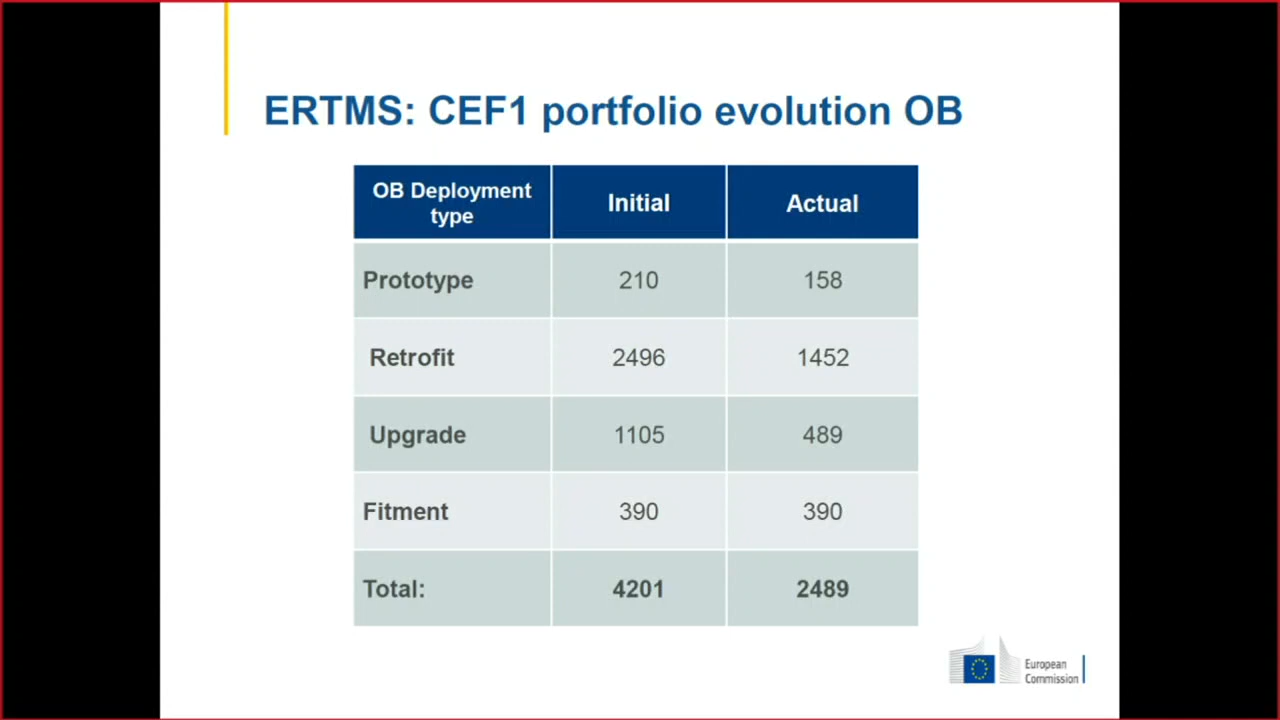 ERTMS: CEF1 portfolio evolution OB
OB Deployment
type
Initial
Actual
Prototype
210
158
Retrofit
2496
1452
Upgrade
1105
489
Fitment
390
390
Total:
4201
2489
European
Commission